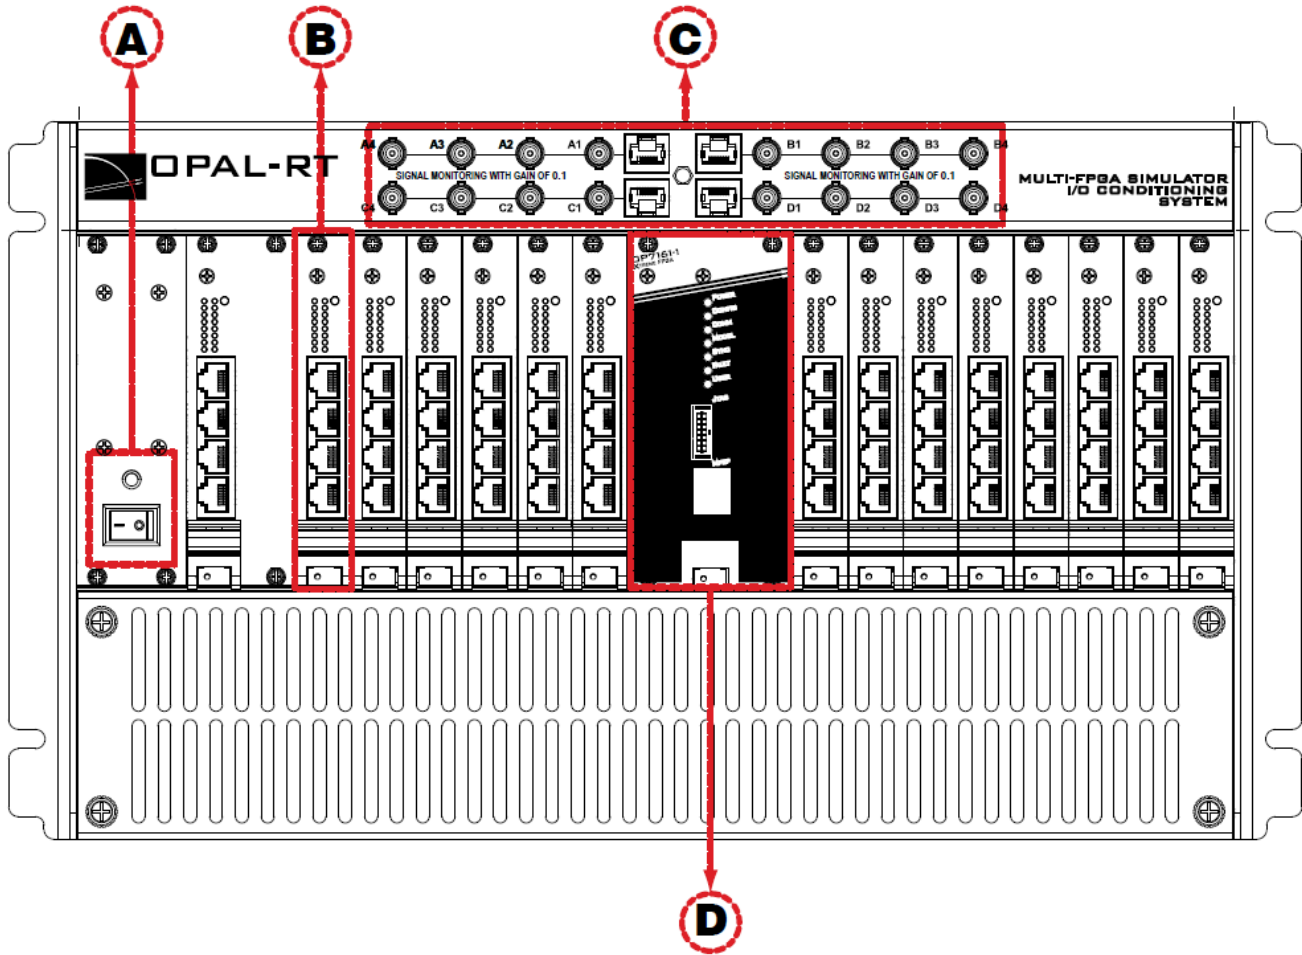 A B C
A4 A3 A2 A1 B1 B2 B3 B4
OPAL-RT
SIGNAL MONITORING WITH GAIN OF 0.1 SIGNAL MONITORING WITH GAIN OF 0.1
MULTI-FPGA SIMULATOR
I/O CONDITIONING
SYSTEM
C4 C3 C2 C1 D1 D2 D3 D4
OP7161-1
D